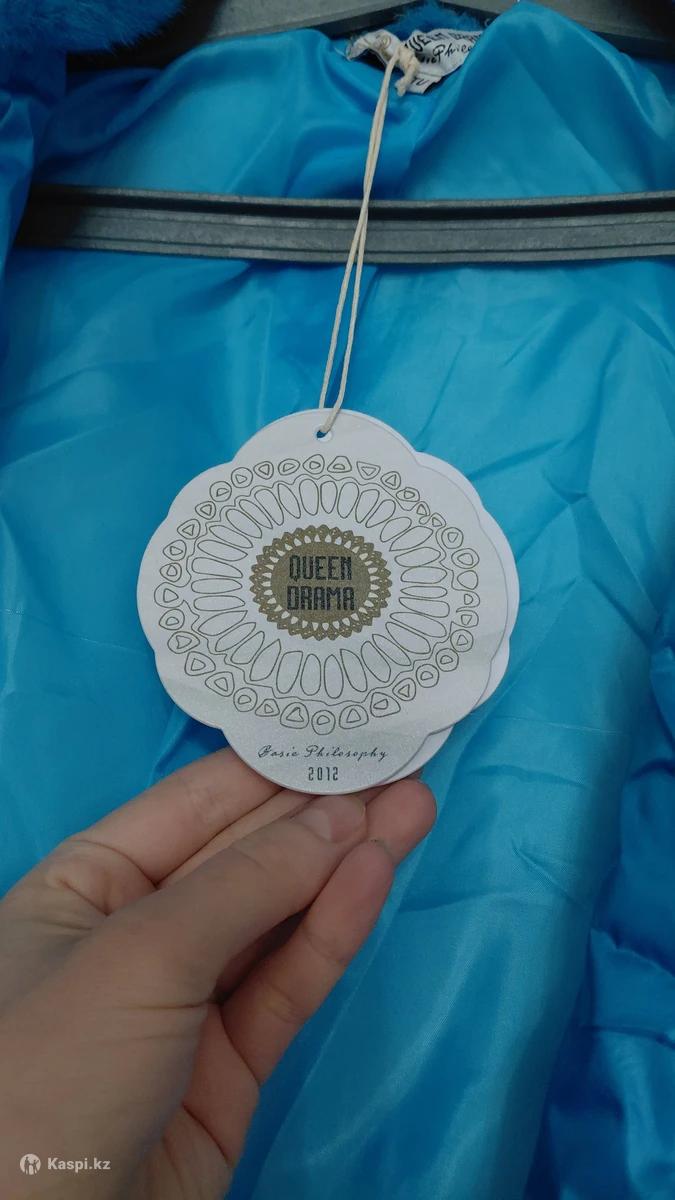 QUEEN
DRAMA
Basic Philosophy
2012
Kaspi.kz